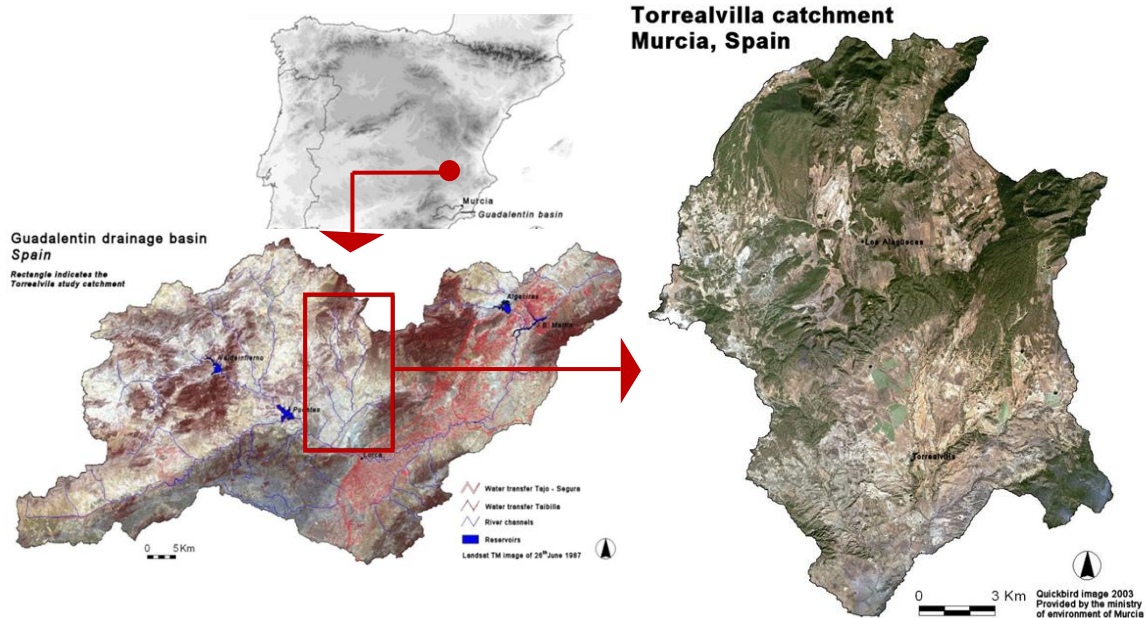 Torrealvilla catchment
Murcia, Spain
Murcia
Guadalentin basin
Guadalentin drainage basin
Spain
Rectangle indicates the
Torrealvilla study catchment
Algeciras
Valdeinfierno
Puentes
Lorca
Water transfer Tajo - Segura
Water transfer Taibilla
River channels
Reservoirs
Landsat TM image of 26th June 1987
0 5Km
Los Alagüeces
Torrealvilla
0 3 Km
Quickbird image 2003
Provided by the ministry
of environment of Murcia